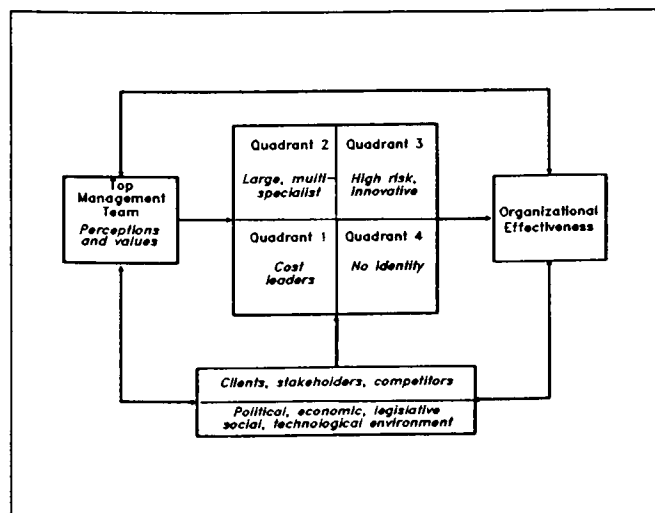 Quadrant 2
Quadrant 3
Large, multi-
specialist
High risk,
innovative
Top
Management
Team
Perceptions
and values
Organizational
Effectiveness
Quadrant 1
Quadrant 4
Cost
leaders
No identity
Clients, stakeholders, competitors
Political, economic, legislative
social, technological environment